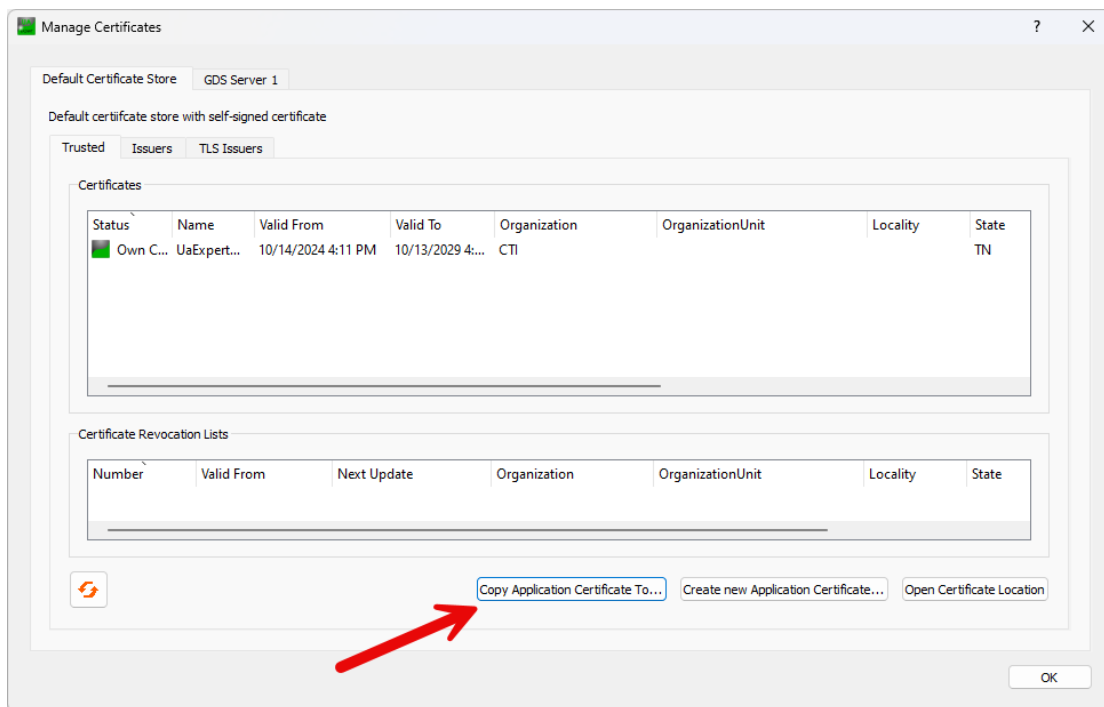 Manage Certificates ?
Default Certificate Store GDS Server 1
Default certiifcate store with self-signed certificate
Trusted Issuers TLS Issuers
Certificates
Status Name Valid From Valid To Organization OrganizationUnit Locality State
Own C... UaExpert... 10/14/2024 4:11 PM 10/13/2029 4:... CTI TN
Certificate Revocation Lists
Number Valid From Next Update Organization OrganizationUnit Locality State
Copy Application Certificate To... Create new Application Certificate... Open Certificate Location
OK